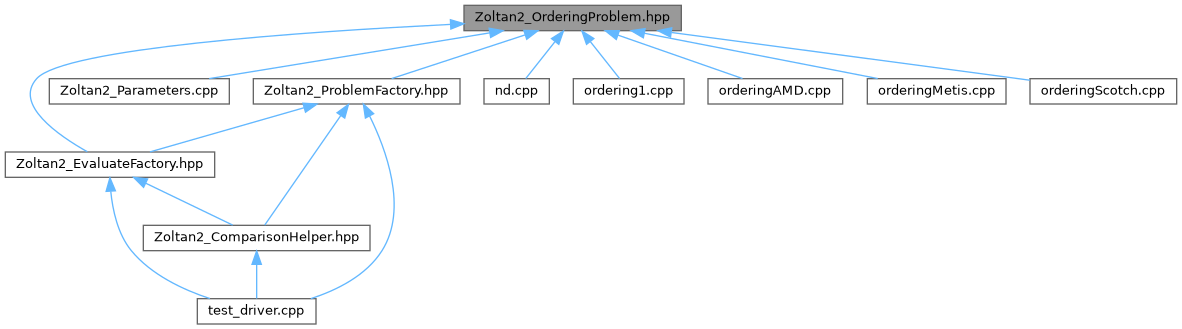 Zoltan2_OrderingProblem.hpp
Zoltan2_Parameters.cpp
Zoltan2_ProblemFactory.hpp
nd.cpp
ordering1.cpp
orderingAMD.cpp
orderingMetis.cpp
orderingScotch.cpp
Zoltan2_EvaluateFactory.hpp
Zoltan2_ComparisonHelper.hpp
test_driver.cpp